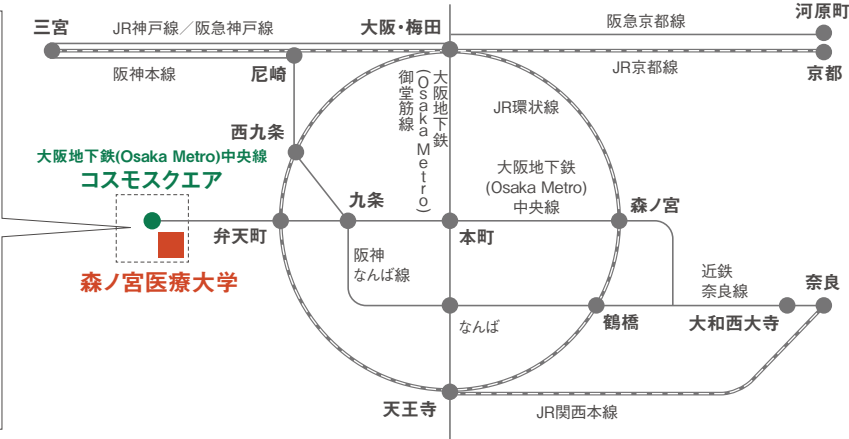 三宮
JR神戸線／阪急神戸線
大阪・梅田
阪急京都線
河原町
阪神本線
尼崎
JR京都線
京都
大阪地下鉄
(Osaka Metro)
御堂筋線
JR環状線
西九条
大阪地下鉄(Osaka Metro)中央線
コスモスクエア
九条
大阪地下鉄
(Osaka Metro)
中央線
森ノ宮
弁天町
本町
阪神
なんば線
森ノ宮医療大学
近鉄
奈良線
奈良
なんば
鶴橋
大和西大寺
天王寺
JR関西本線